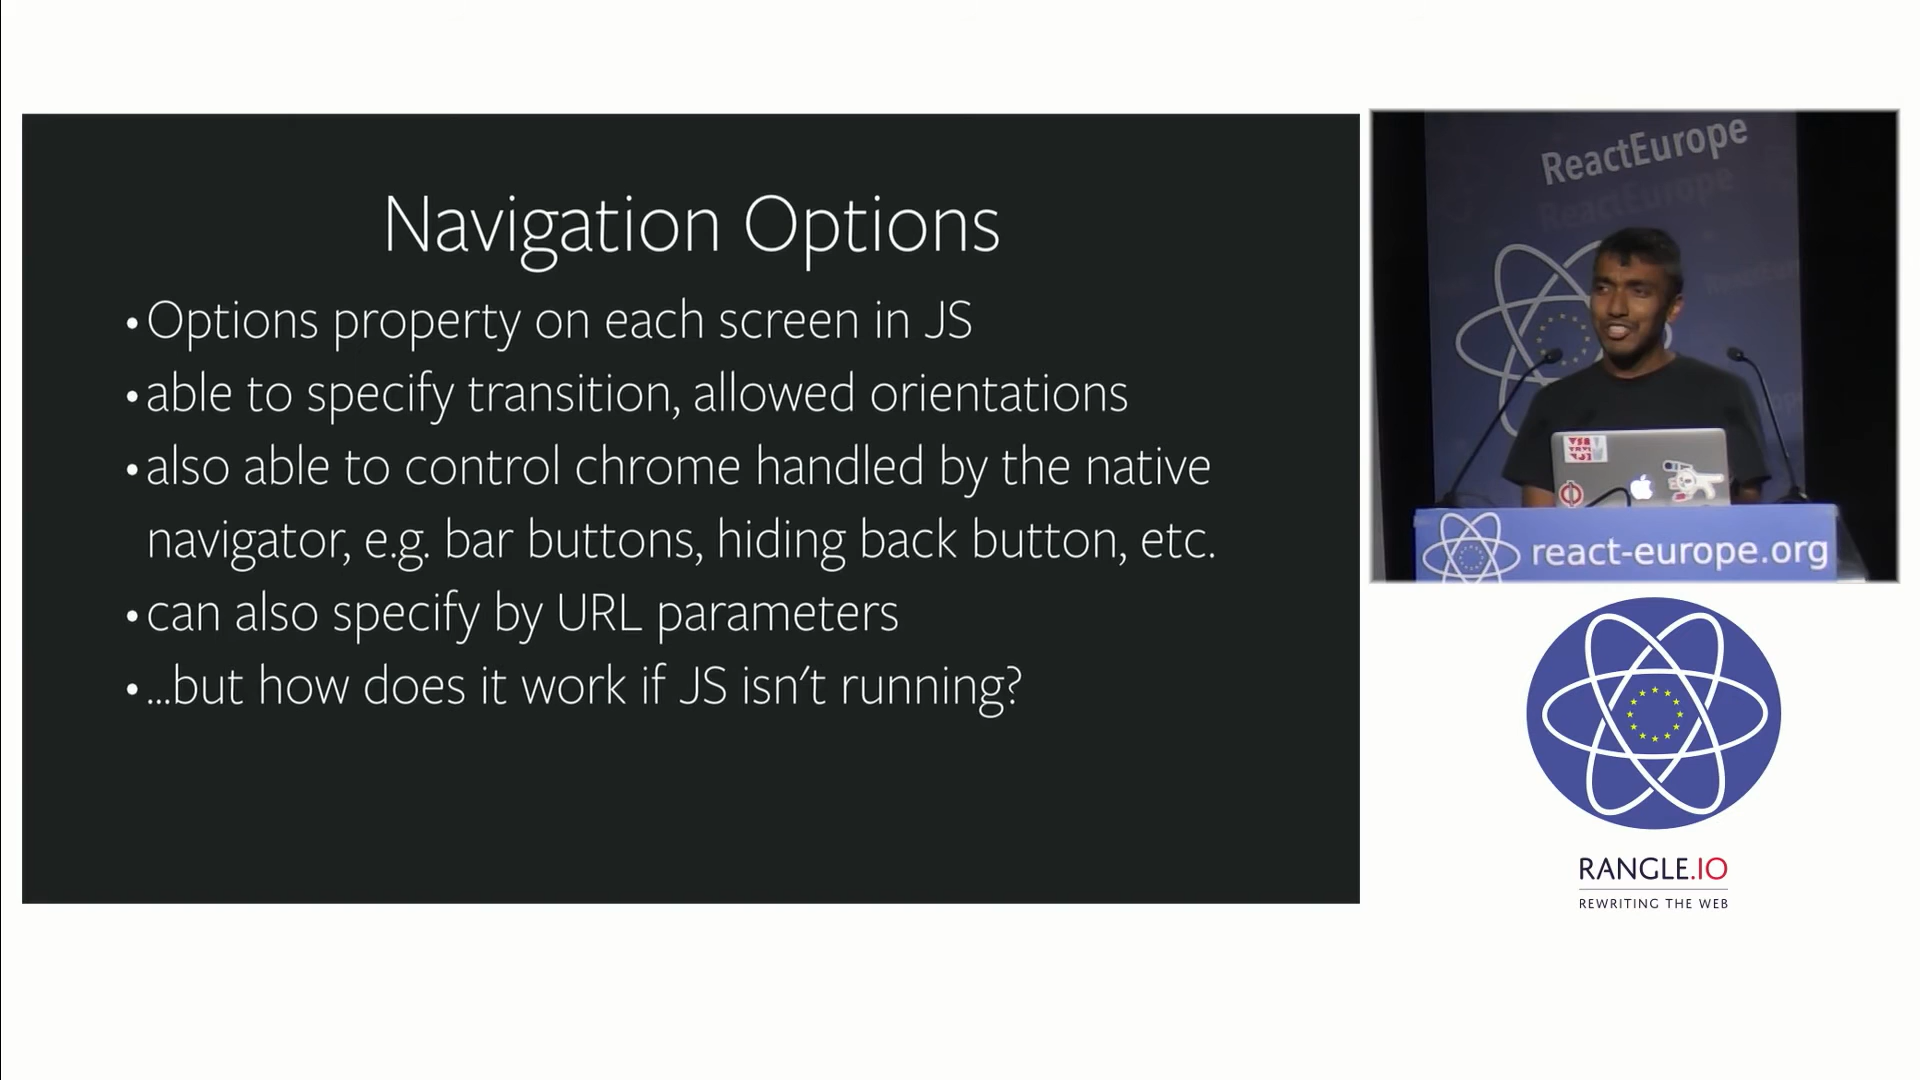 Navigation Options
• Options property on each screen in JS
• able to specify transition, allowed orientations
• also able to control chrome handled by the native
navigator, e.g. bar buttons, hiding back button, etc.
• can also specify by URL parameters
• ...but how does it work if JS isn't running?
ReactEurope
ReactEurope
react-europe.org
RANGLE.IO
REWRITING THE WEB